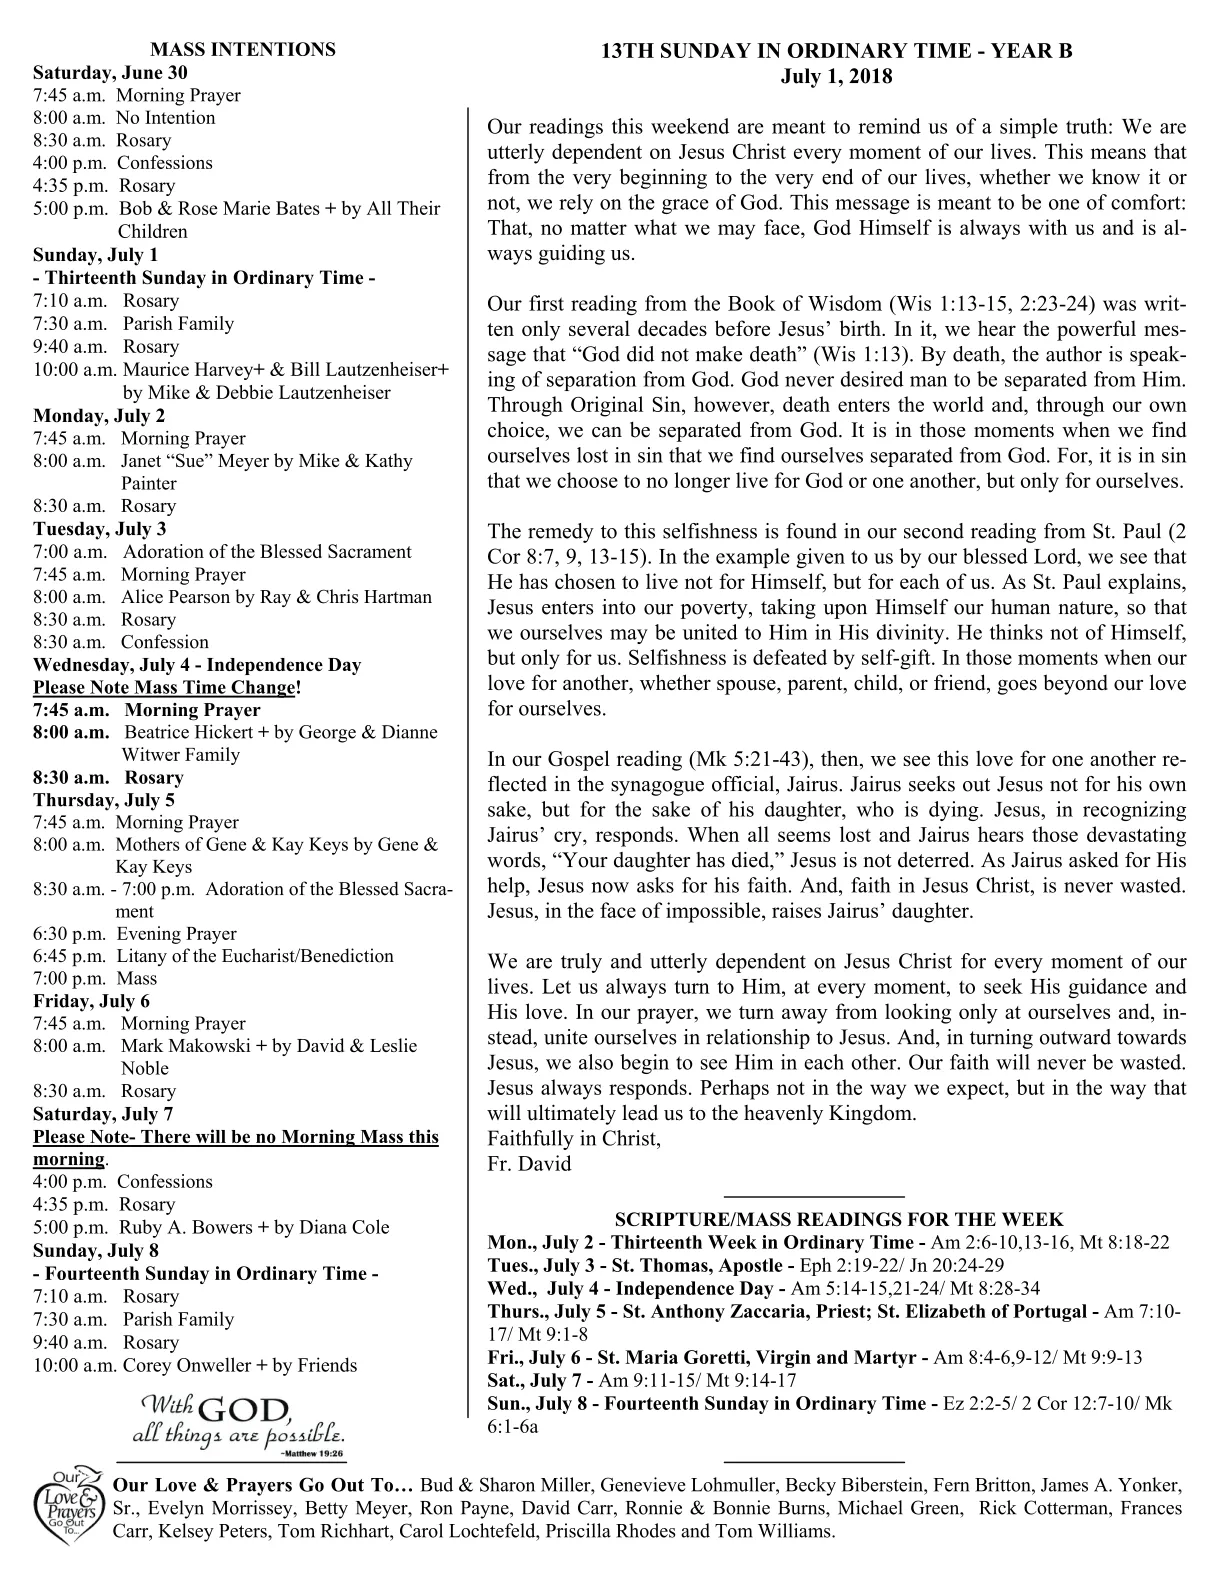 MASS INTENTIONS
Saturday, June 30
7:45 a.m. Morning Prayer
8:00 a.m. No Intention
8:30 a.m. Rosary
4:00 p.m. Confessions
4:35 p.m. Rosary
5:00 p.m. Bob & Rose Marie Bates + by All Their
Children
Sunday, July 1
- Thirteenth Sunday in Ordinary Time -
7:10 a.m. Rosary
7:30 a.m. Parish Family
9:40 a.m. Rosary
10:00 a.m. Maurice Harvey+ & Bill Lautzenheiser+
by Mike & Debbie Lautzenheiser
Monday, July 2
7:45 a.m. Morning Prayer
8:00 a.m. Janet “Sue” Meyer by Mike & Kathy
Painter
8:30 a.m. Rosary
Tuesday, July 3
7:00 a.m. Adoration of the Blessed Sacrament
7:45 a.m. Morning Prayer
8:00 a.m. Alice Pearson by Ray & Chris Hartman
8:30 a.m. Rosary
8:30 a.m. Confession
Wednesday, July 4 - Independence Day
Please Note Mass Time Change!
7:45 a.m. Morning Prayer
8:00 a.m. Beatrice Hickert + by George & Dianne
Witwer Family
8:30 a.m. Rosary
Thursday, July 5
7:45 a.m. Morning Prayer
8:00 a.m. Mothers of Gene & Kay Keys by Gene &
Kay Keys
8:30 a.m. - 7:00 p.m. Adoration of the Blessed Sacra-
ment
6:30 p.m. Evening Prayer
6:45 p.m. Litany of the Eucharist/Benediction
7:00 p.m. Mass
Friday, July 6
7:45 a.m. Morning Prayer
8:00 a.m. Mark Makowski + by David & Leslie
Noble
8:30 a.m. Rosary
Saturday, July 7
Please Note- There will be no Morning Mass this
morning.
4:00 p.m. Confessions
4:35 p.m. Rosary
5:00 p.m. Ruby A. Bowers + by Diana Cole
Sunday, July 8
- Fourteenth Sunday in Ordinary Time -
7:10 a.m. Rosary
7:30 a.m. Parish Family
9:40 a.m. Rosary
10:00 a.m. Corey Onweller + by Friends
With GOD,
all things are possible.
~Matthew 19:26
13TH SUNDAY IN ORDINARY TIME - YEAR B
July 1, 2018
Our readings this weekend are meant to remind us of a simple truth: We are
utterly dependent on Jesus Christ every moment of our lives. This means that
from the very beginning to the very end of our lives, whether we know it or
not, we rely on the grace of God. This message is meant to be one of comfort:
That, no matter what we may face, God Himself is always with us and is al-
ways guiding us.
Our first reading from the Book of Wisdom (Wis 1:13-15, 2:23-24) was writ-
ten only several decades before Jesus’ birth. In it, we hear the powerful mes-
sage that “God did not make death” (Wis 1:13). By death, the author is speak-
ing of separation from God. God never desired man to be separated from Him.
Through Original Sin, however, death enters the world and, through our own
choice, we can be separated from God. It is in those moments when we find
ourselves lost in sin that we find ourselves separated from God. For, it is in sin
that we choose to no longer live for God or one another, but only for ourselves.
The remedy to this selfishness is found in our second reading from St. Paul (2
Cor 8:7, 9, 13-15). In the example given to us by our blessed Lord, we see that
He has chosen to live not for Himself, but for each of us. As St. Paul explains,
Jesus enters into our poverty, taking upon Himself our human nature, so that
we ourselves may be united to Him in His divinity. He thinks not of Himself,
but only for us. Selfishness is defeated by self-gift. In those moments when our
love for another, whether spouse, parent, child, or friend, goes beyond our love
for ourselves.
In our Gospel reading (Mk 5:21-43), then, we see this love for one another re-
flected in the synagogue official, Jairus. Jairus seeks out Jesus not for his own
sake, but for the sake of his daughter, who is dying. Jesus, in recognizing
Jairus’ cry, responds. When all seems lost and Jairus hears those devastating
words, “Your daughter has died,” Jesus is not deterred. As Jairus asked for His
help, Jesus now asks for his faith. And, faith in Jesus Christ, is never wasted.
Jesus, in the face of impossible, raises Jairus’ daughter.
We are truly and utterly dependent on Jesus Christ for every moment of our
lives. Let us always turn to Him, at every moment, to seek His guidance and
His love. In our prayer, we turn away from looking only at ourselves and, in-
stead, unite ourselves in relationship to Jesus. And, in turning outward towards
Jesus, we also begin to see Him in each other. Our faith will never be wasted.
Jesus always responds. Perhaps not in the way we expect, but in the way that
will ultimately lead us to the heavenly Kingdom.
Faithfully in Christ,
Fr. David
SCRIPTURE/MASS READINGS FOR THE WEEK
Mon., July 2 - Thirteenth Week in Ordinary Time - Am 2:6-10,13-16, Mt 8:18-22
Tues., July 3 - St. Thomas, Apostle - Eph 2:19-22/ Jn 20:24-29
Wed., July 4 - Independence Day - Am 5:14-15,21-24/ Mt 8:28-34
Thurs., July 5 - St. Anthony Zaccaria, Priest; St. Elizabeth of Portugal - Am 7:10-
17/ Mt 9:1-8
Fri., July 6 - St. Maria Goretti, Virgin and Martyr - Am 8:4-6,9-12/ Mt 9:9-13
Sat., July 7 - Am 9:11-15/ Mt 9:14-17
Sun., July 8 - Fourteenth Sunday in Ordinary Time - Ez 2:2-5/ 2 Cor 12:7-10/ Mk
6:1-6a
Our
Love &
Prayers
Go Out
To...
Our Love & Prayers Go Out To… Bud & Sharon Miller, Genevieve Lohmuller, Becky Biberstein, Fern Britton, James A. Yonker,
Sr., Evelyn Morrissey, Betty Meyer, Ron Payne, David Carr, Ronnie & Bonnie Burns, Michael Green, Rick Cotterman, Frances
Carr, Kelsey Peters, Tom Richhart, Carol Lochtefeld, Priscilla Rhodes and Tom Williams.